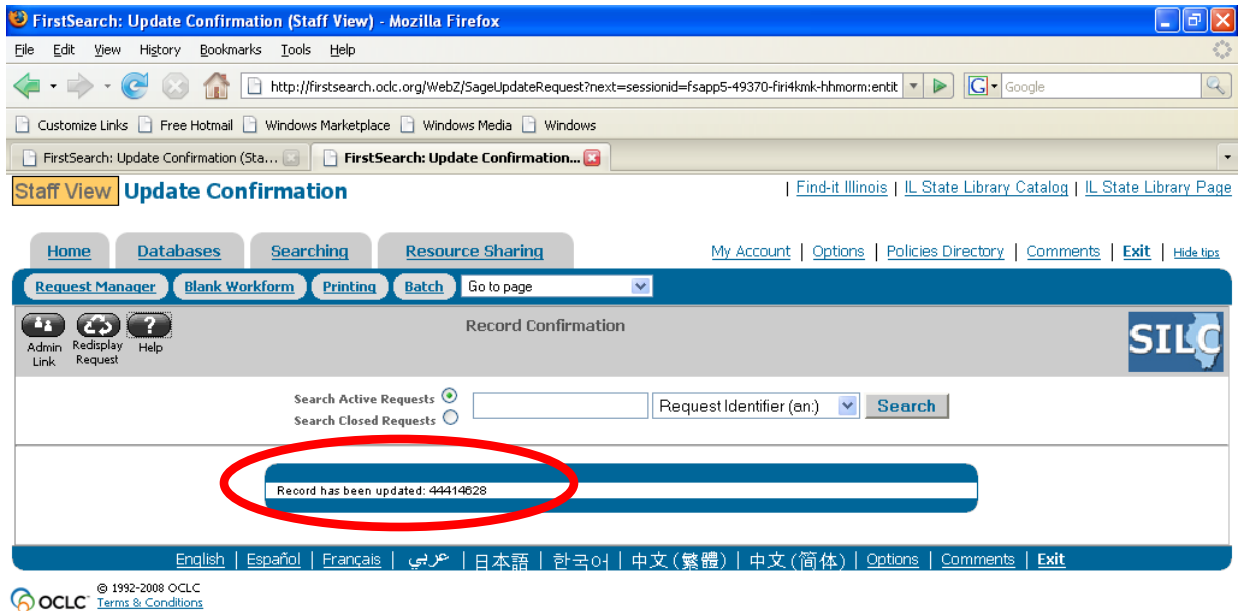 FirstSearch: Update Confirmation (Staff View) - Mozilla Firefox
File Edit View History Bookmarks Tools Help
http://firstsearch.oclc.org/WebZ/SageUpdateRequest?next=sessionid=fsapp5-49370-firi4kmk-hhmorm:entit G Google
Customize Links Free Hotmail Windows Marketplace Windows Media Windows
FirstSearch: Update Confirmation (Sta... FirstSearch: Update Confirmation...
Staff View Update Confirmation | Find-it Illinois | IL State Library Catalog | IL State Library Page
Home Databases Searching Resource Sharing My Account | Options | Policies Directory | Comments | Exit | Hide tips
Request Manager Blank Workform Printing Batch Go to page
Record Confirmation
Admin Link
Redisplay Request
? Help
SILC
Search Active Requests
Search Closed Requests
Request Identifier (an:) Search
Record has been updated: 44414628
English | Español | Français | عربي | 日本語 | 한국어 | 中文(繁體) | 中文(简体) | Options | Comments | Exit
OCLC™ © 1992-2008 OCLC
Terms & Conditions